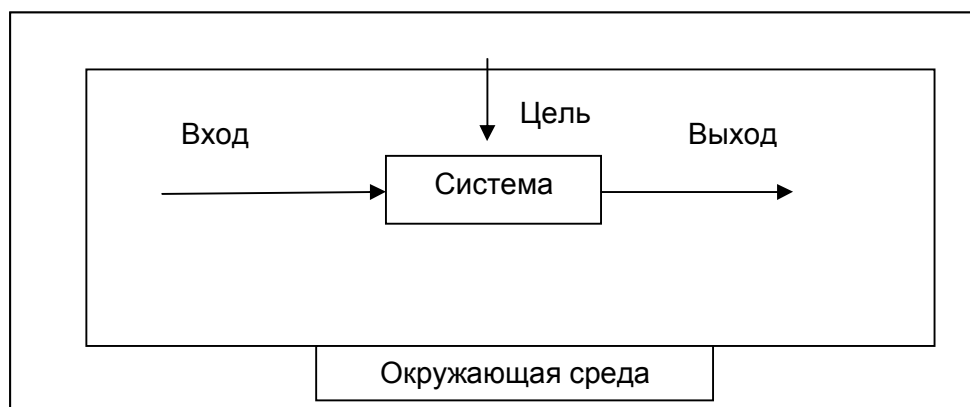 Цель
Вход
Выход
Система
Окружающая среда